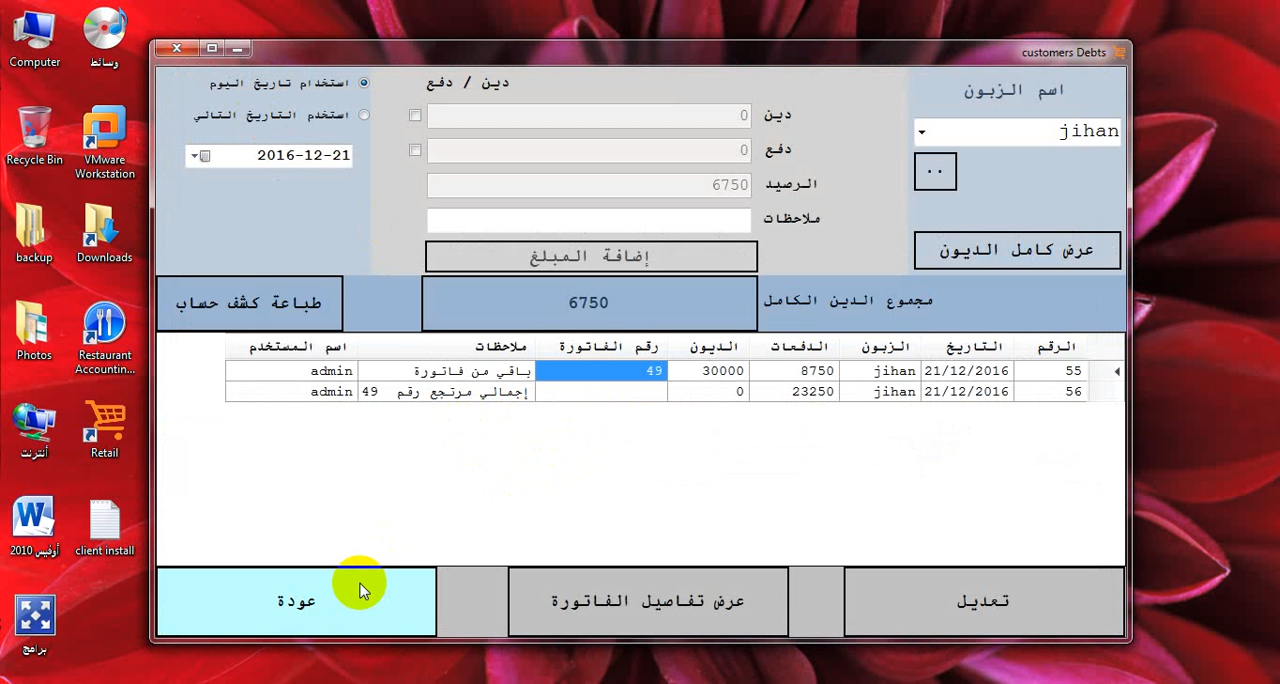 Computer
وسائط
Recycle Bin
VMware
Workstation
backup
Downloads
Photos
Restaurant
Accountin...
أنترنت
Retail
أوفيس 2010
client install
برامج
customers Debts
اسم الزبون
jihan
..
عرض كامل الديون
دين / دفع
دين
0
دفع
0
الرصيد
6750
ملاحظات
إضافة المبلغ
استخدام تاريخ اليوم
استخدم التاريخ التالي
2016-12-21
مجموع الدين الكامل
6750
طباعة كشف حساب
الرقم التاريخ الزبون الدفعات الديون رقم الفاتورة ملاحظات اسم المستخدم
55 21/12/2016 jihan 8750 30000 49 باقي من فاتورة admin
56 21/12/2016 jihan 23250 0 إجمالي مرتجع رقم 49 admin
تعديل
عرض تفاصيل الفاتورة
عودة